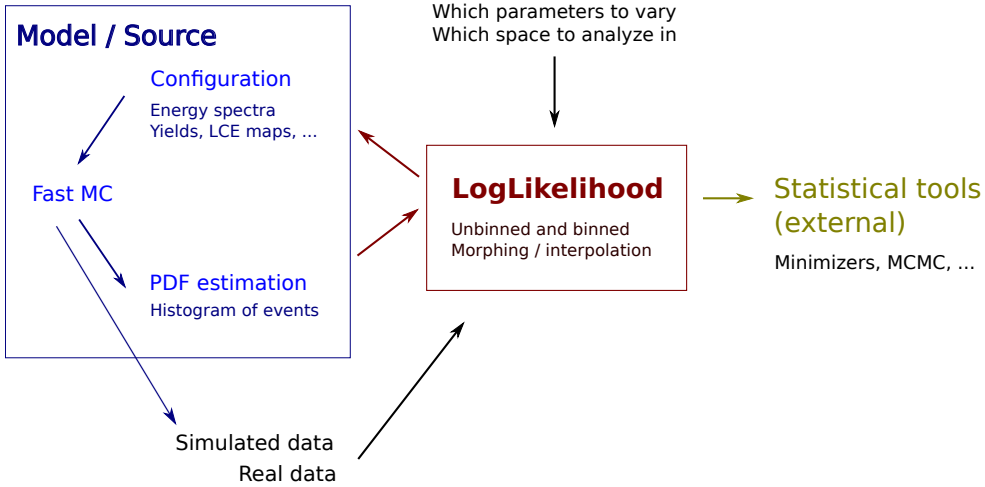 Which parameters to vary
Which space to analyze in
Model / Source
Configuration
Energy spectra
Yields, LCE maps, ...
Fast MC
PDF estimation
Histogram of events
LogLikelihood
Unbinned and binned
Morphing / interpolation
Statistical tools
(external)
Minimizers, MCMC, ...
Simulated data
Real data